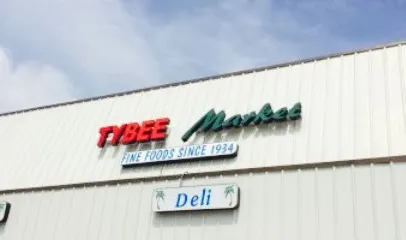 TYBEE Market
FINE FOODS SINCE 1934
Deli